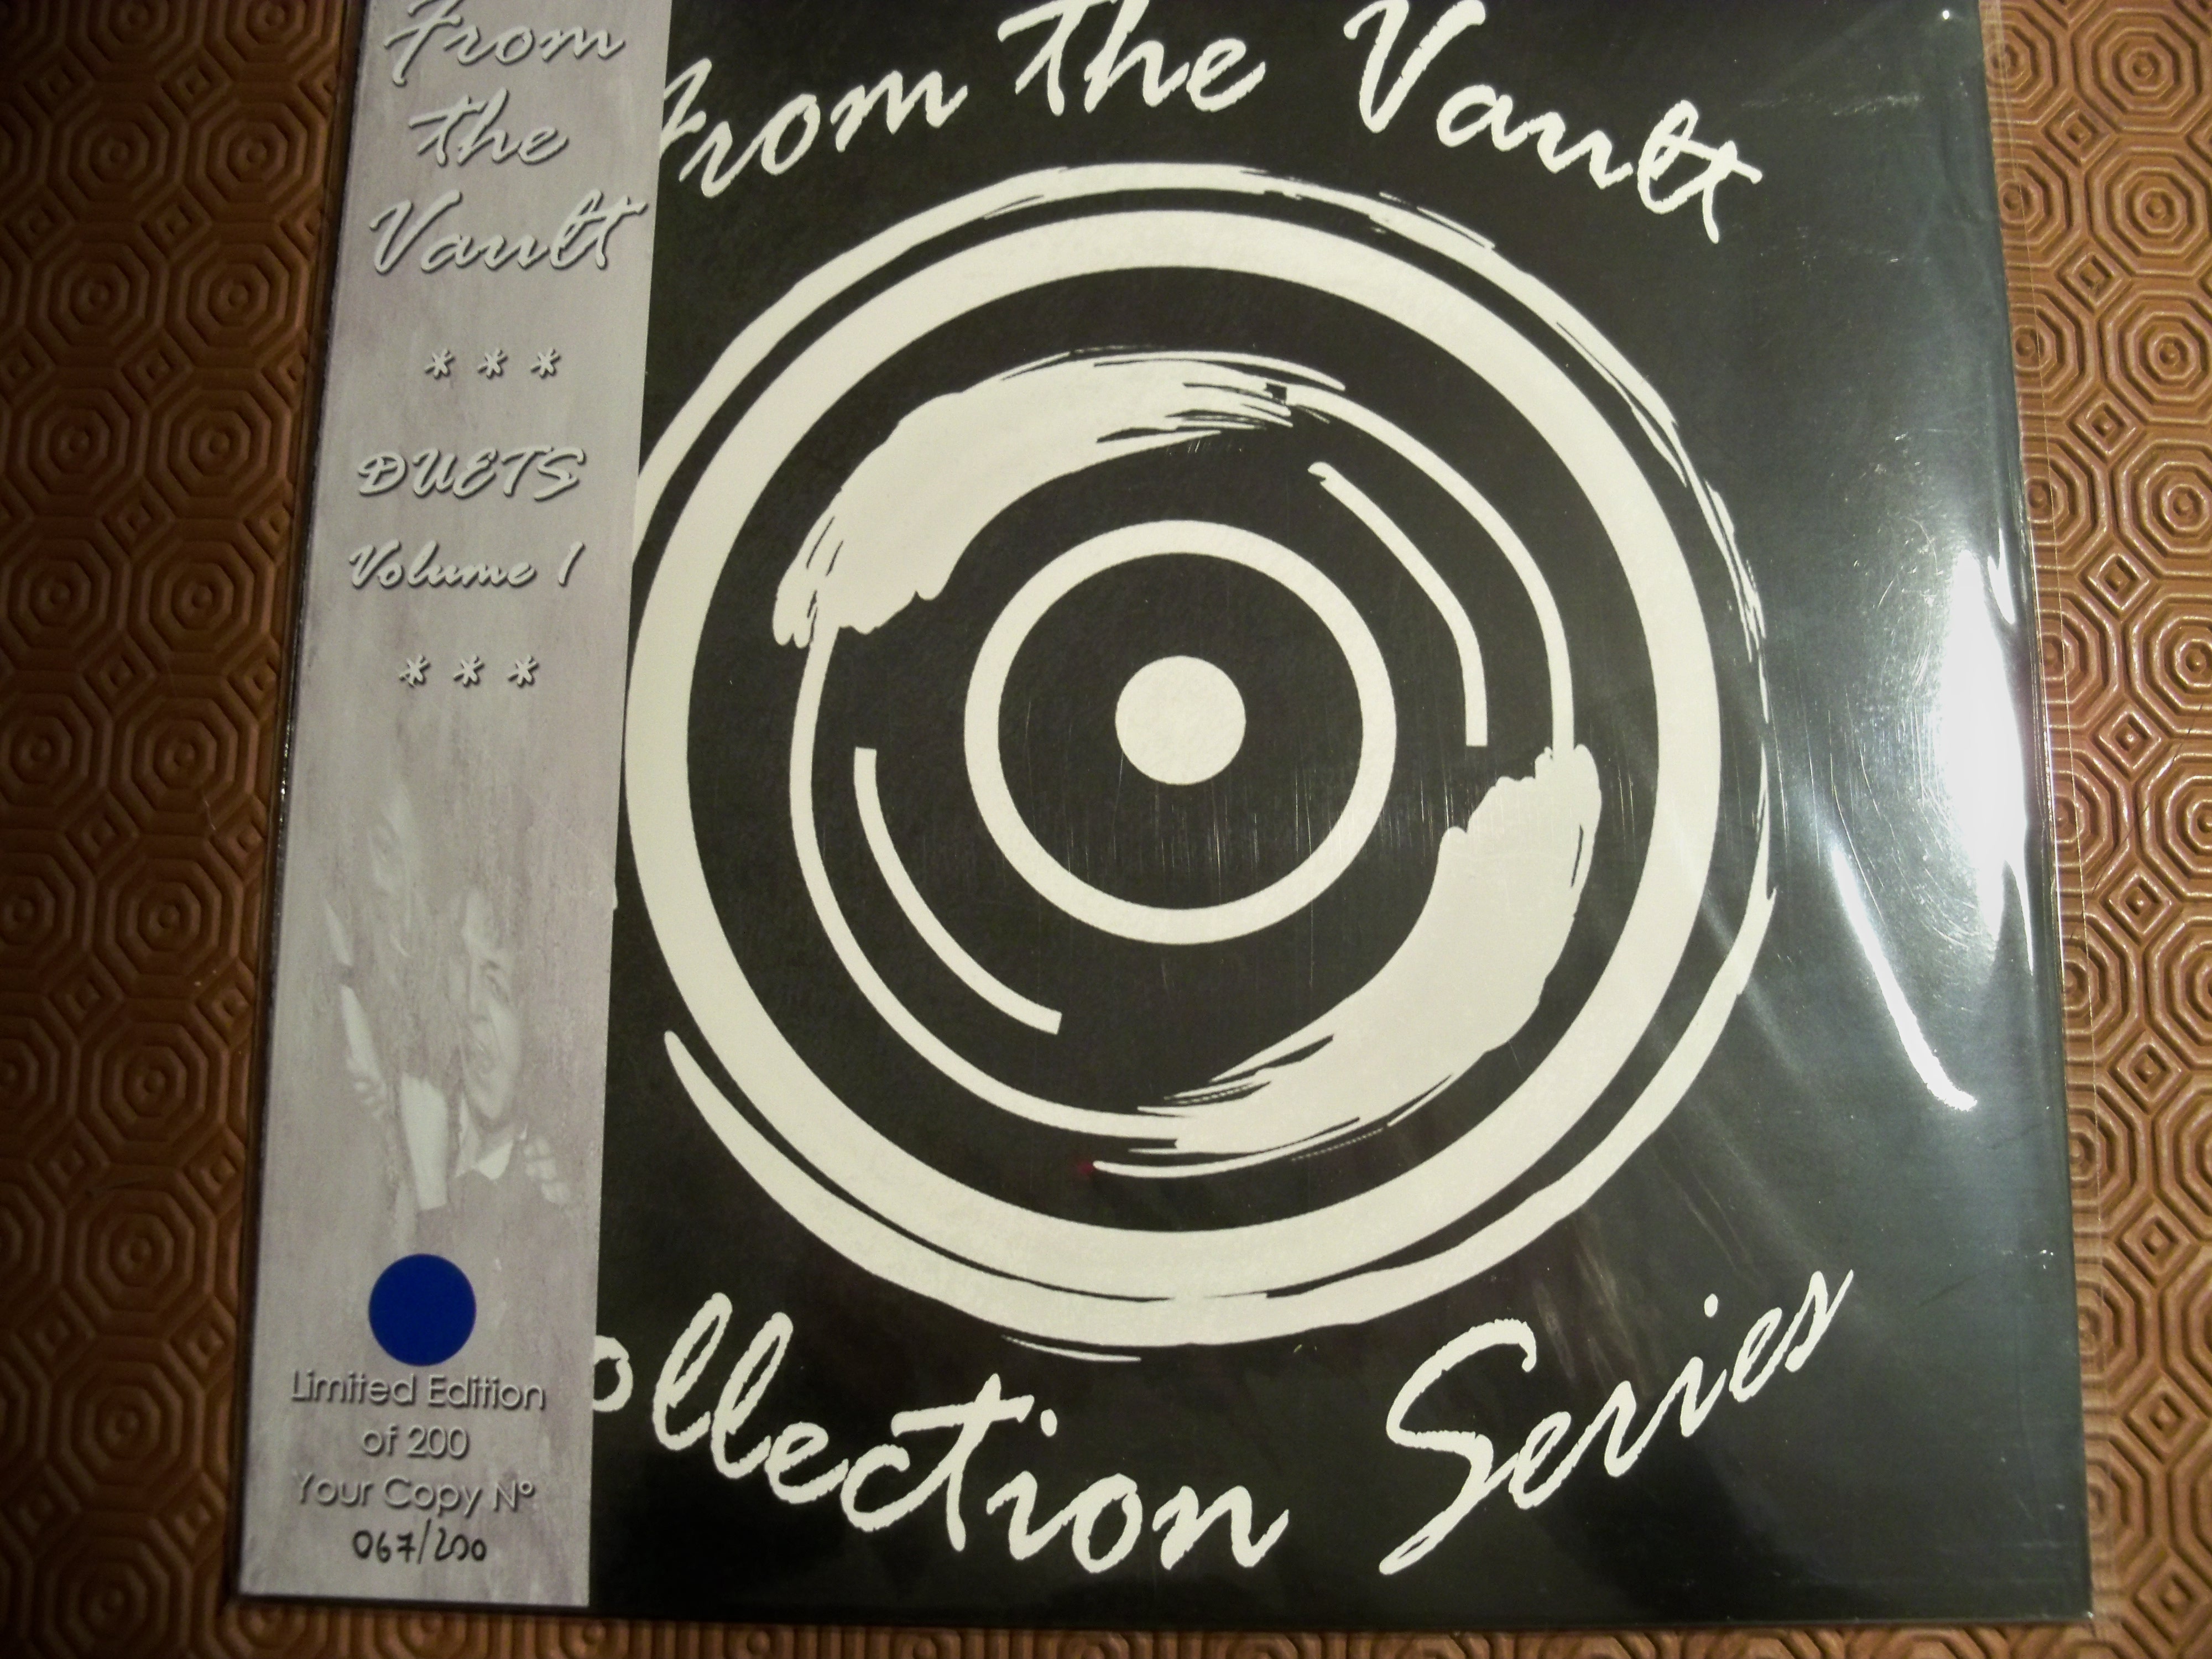 From
the
Vault
* * *
DUETS
Volume 1
* * *
Limited Edition
of 200
Your Copy Nº
067/200
From the Vault
ollection Series